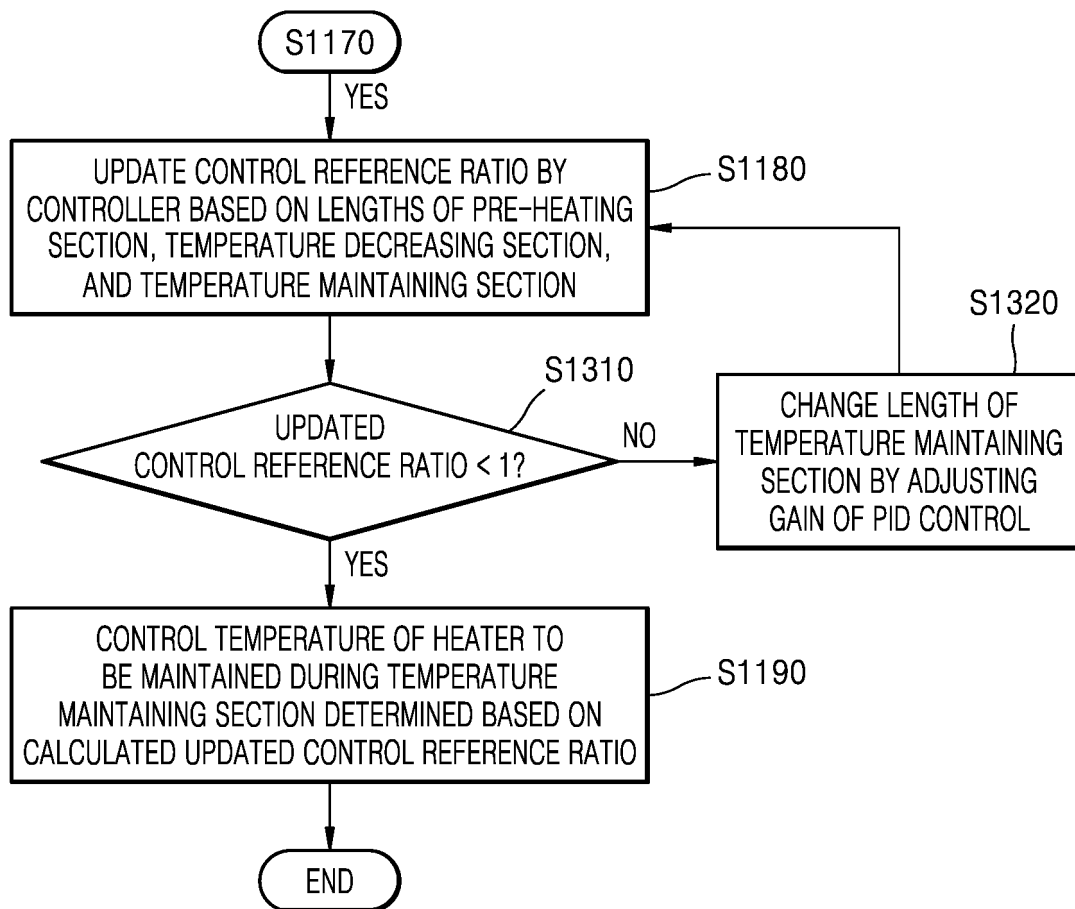 S1170
YES
UPDATE CONTROL REFERENCE RATIO BY
CONTROLLER BASED ON LENGTHS OF PRE-HEATING
SECTION, TEMPERATURE DECREASING SECTION,
AND TEMPERATURE MAINTAINING SECTION
S1180
S1310
UPDATED
CONTROL REFERENCE RATIO < 1?
NO
S1320
CHANGE LENGTH OF
TEMPERATURE MAINTAINING
SECTION BY ADJUSTING
GAIN OF PID CONTROL
YES
CONTROL TEMPERATURE OF HEATER TO
BE MAINTAINED DURING TEMPERATURE
MAINTAINING SECTION DETERMINED BASED ON
CALCULATED UPDATED CONTROL REFERENCE RATIO
S1190
END